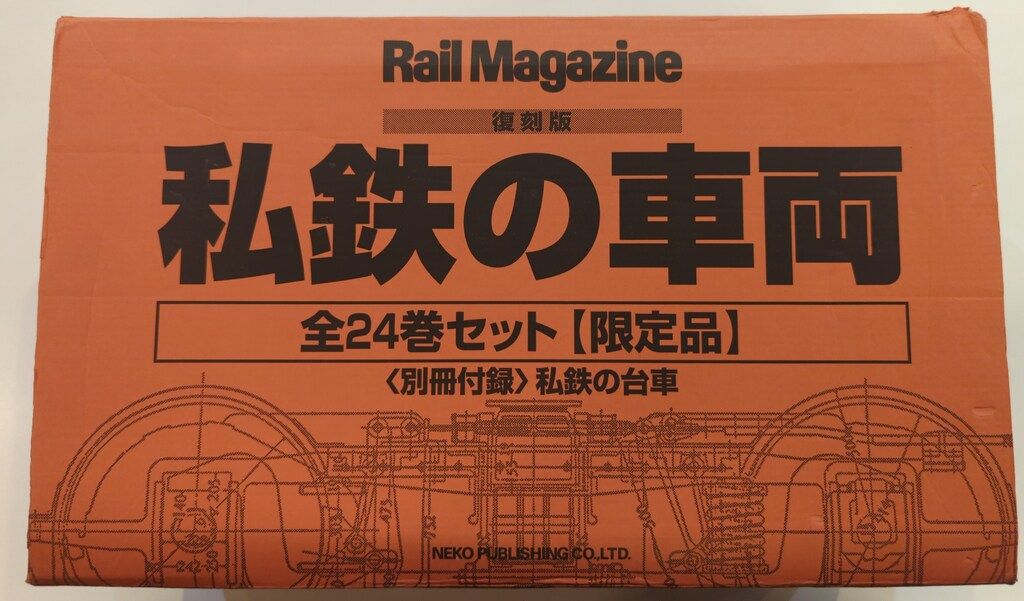 Rail Magazine
復刻版
私鉄の車両
全24巻セット【限定品】
〈別冊付録〉私鉄の台車
NEKO PUBLISHING CO.,LTD.